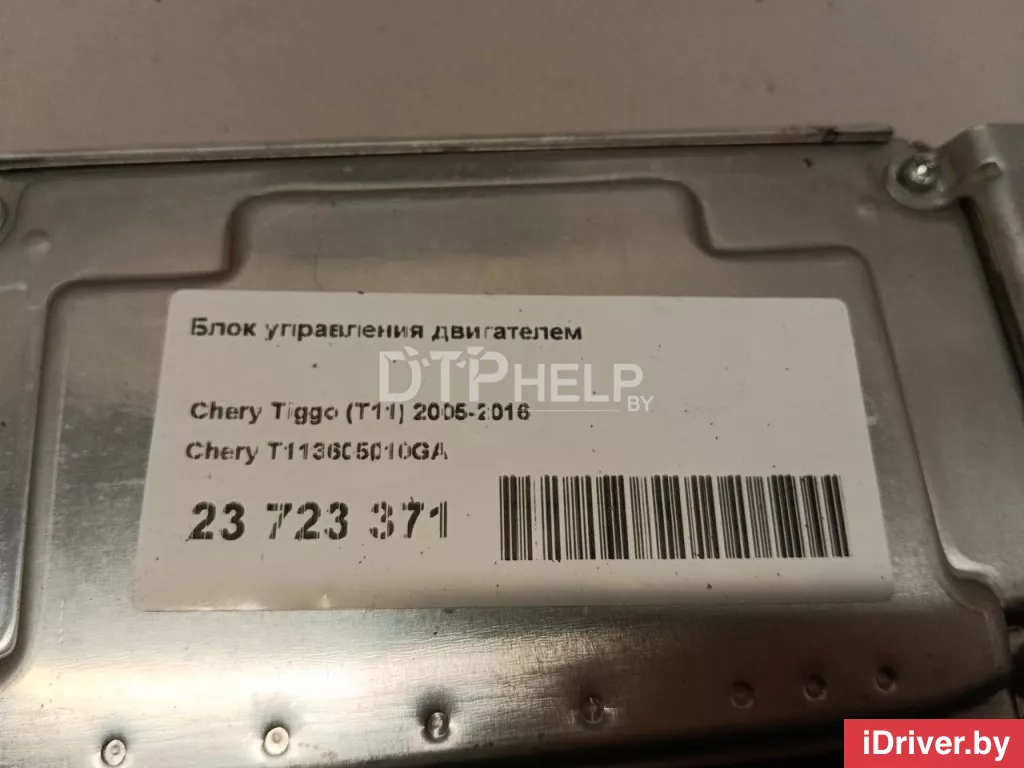 Блок управления двигателем
DTPHELP.BY
Chery Tiggo (T11) 2005-2016
Chery T113605010GA
23 723 371
iDriver.by